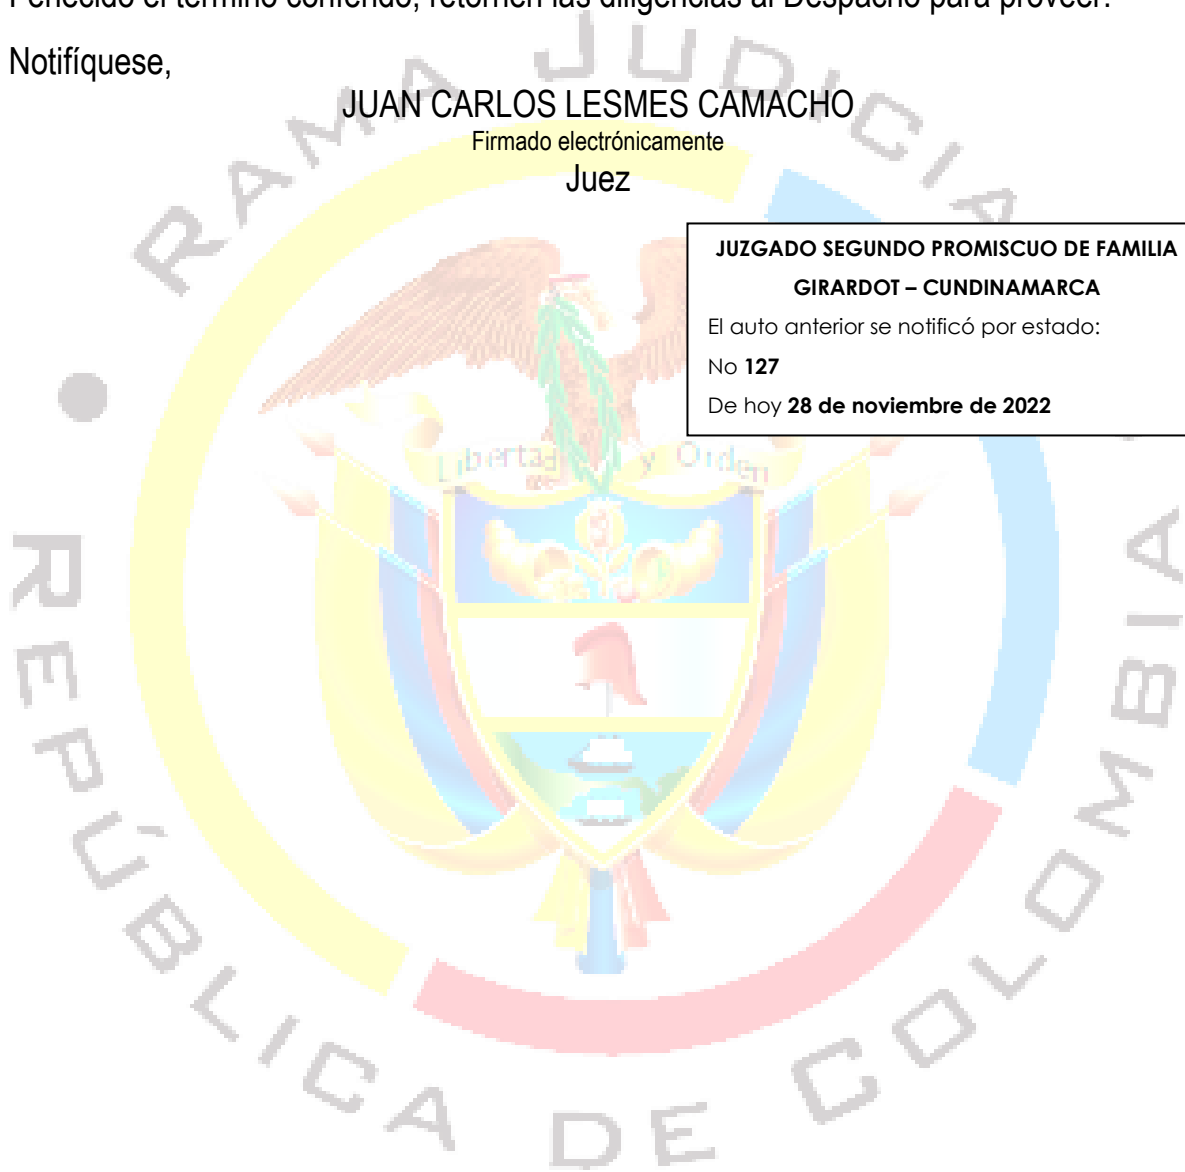 Fenecido el término conferido, retornen las diligencias al Despacho para proveer.
Notifíquese,
JUAN CARLOS LESMES CAMACHO
Firmado electrónicamente
Juez
JUZGADO SEGUNDO PROMISCUO DE FAMILIA
GIRARDOT – CUNDINAMARCA
El auto anterior se notificó por estado:
No 127
De hoy 28 de noviembre de 2022
RAMA JUDICIA
Libertad y Orden
REPÚBLICA DE COLOMBIA